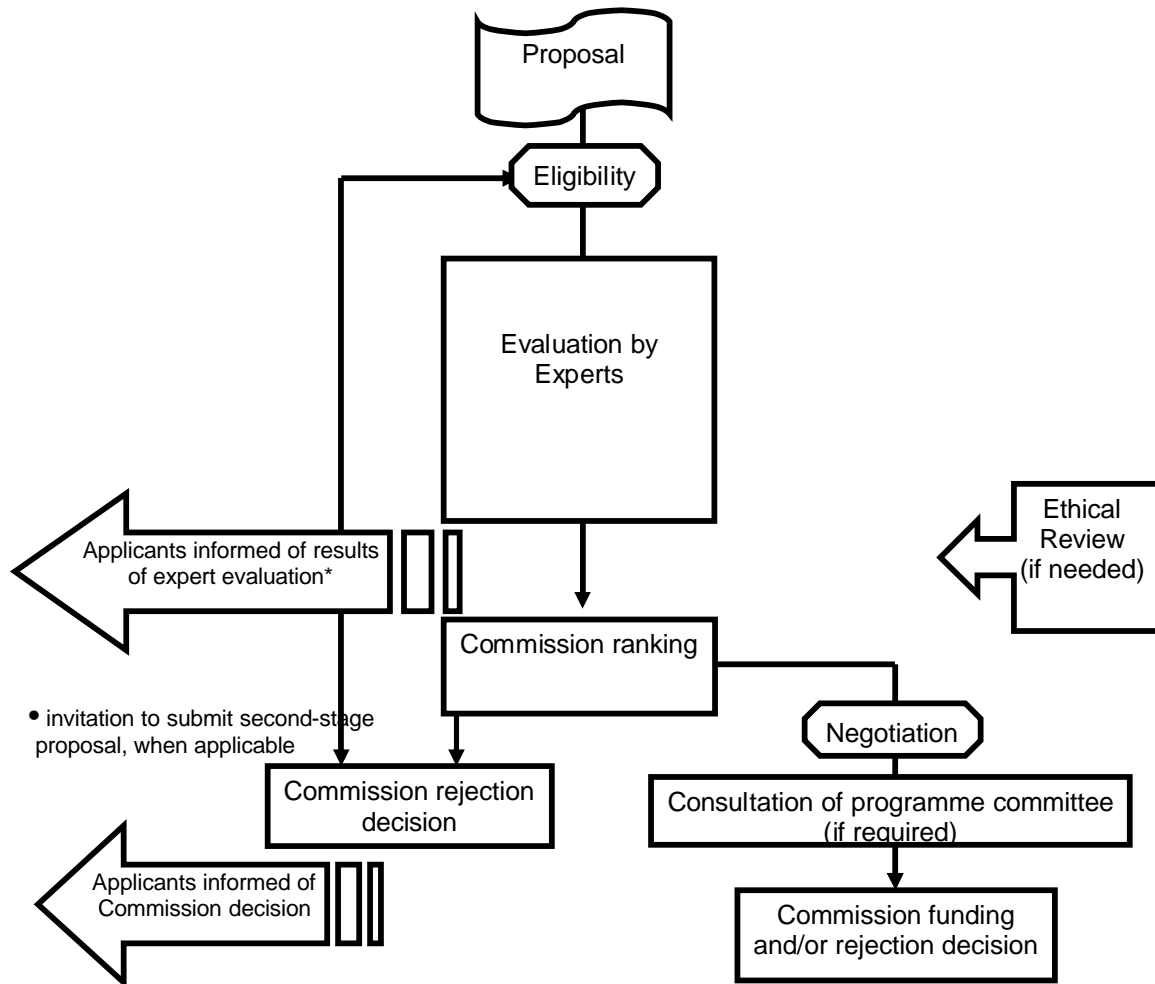 Proposal
Eligibility
Evaluation by
Experts
Ethical
Review
(if needed)
Applicants informed of results
of expert evaluation*
Commission ranking
• invitation to submit second-stage
proposal, when applicable
Negotiation
Commission rejection
decision
Consultation of programme committee
(if required)
Applicants informed of
Commission decision
Commission funding
and/or rejection decision